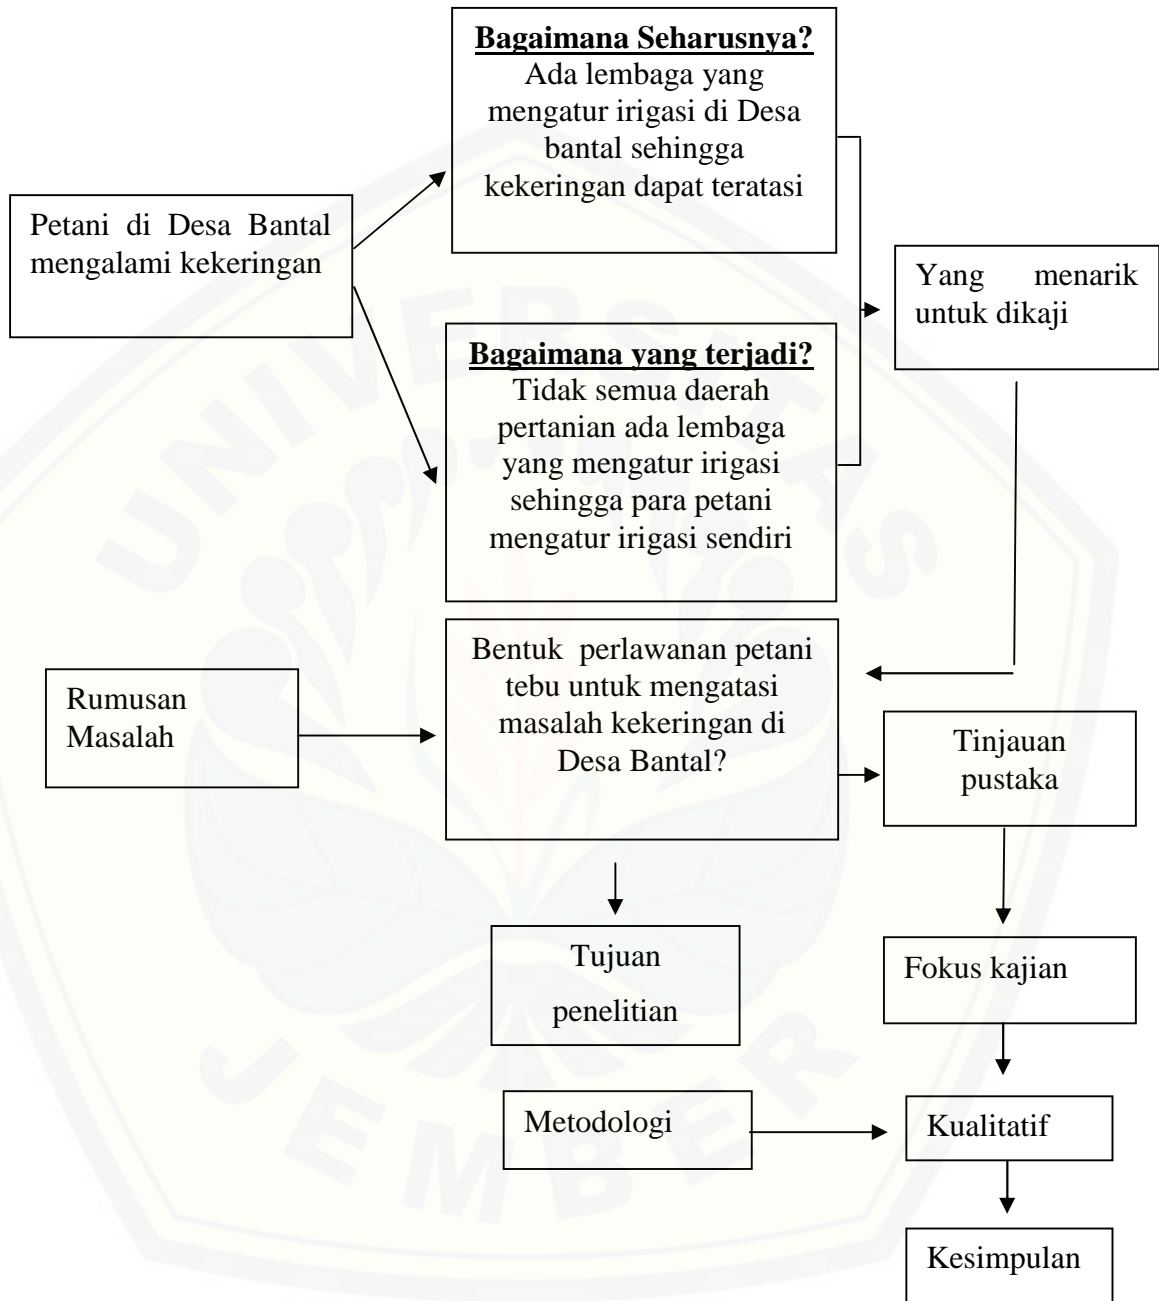 Bagaimana Seharusnya?
Ada lembaga yang
mengatur irigasi di Desa
bantal sehingga
kekeringan dapat teratasi
Petani di Desa Bantal
mengalami kekeringan
Bagaimana yang terjadi?
Tidak semua daerah
pertanian ada lembaga
yang mengatur irigasi
sehingga para petani
mengatur irigasi sendiri
Yang menarik
untuk dikaji
Rumusan
Masalah
Bentuk perlawanan petani
tebu untuk mengatasi
masalah kekeringan di
Desa Bantal?
Tinjauan
pustaka
Tujuan
penelitian
Fokus kajian
Metodologi
Kualitatif
Kesimpulan
UNIVERSITAS
JEMBER